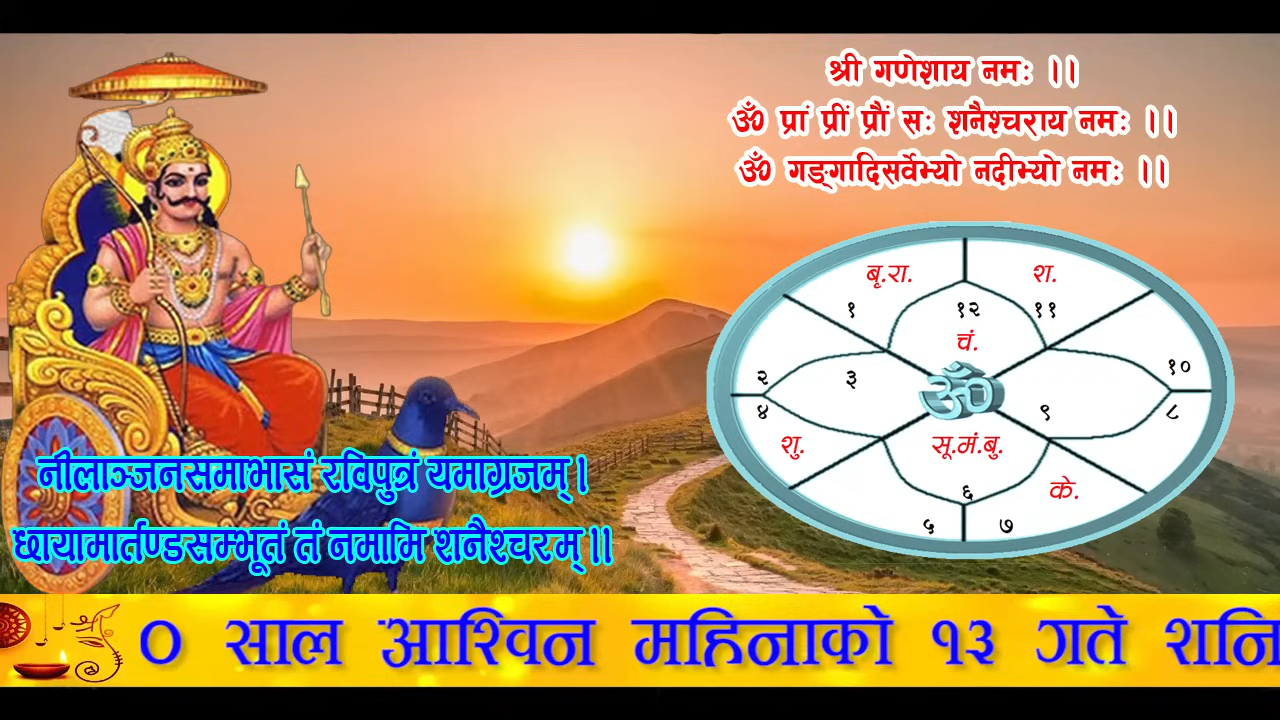 श्री गणेशाय नमः ।।
ॐ प्रां प्रीं प्रौं सः शनैश्चराय नमः ।।
ॐ गङ्गादिसर्वेभ्यो नदीभ्यो नमः ।।
बृ.रा.
श.
१
१२
११
चं.
२
३
१०
ॐ
४
९
८
शु.
सू.मं.बु.
के.
६
५
७
नीलाञ्जनसमाभासं रविपुत्रं यमाग्रजम् ।
छायामार्तण्डसम्भूतं तं नमामि शनैश्चरम् ।।
श्री
० साल आश्विन महिनाको १३ गते शनि